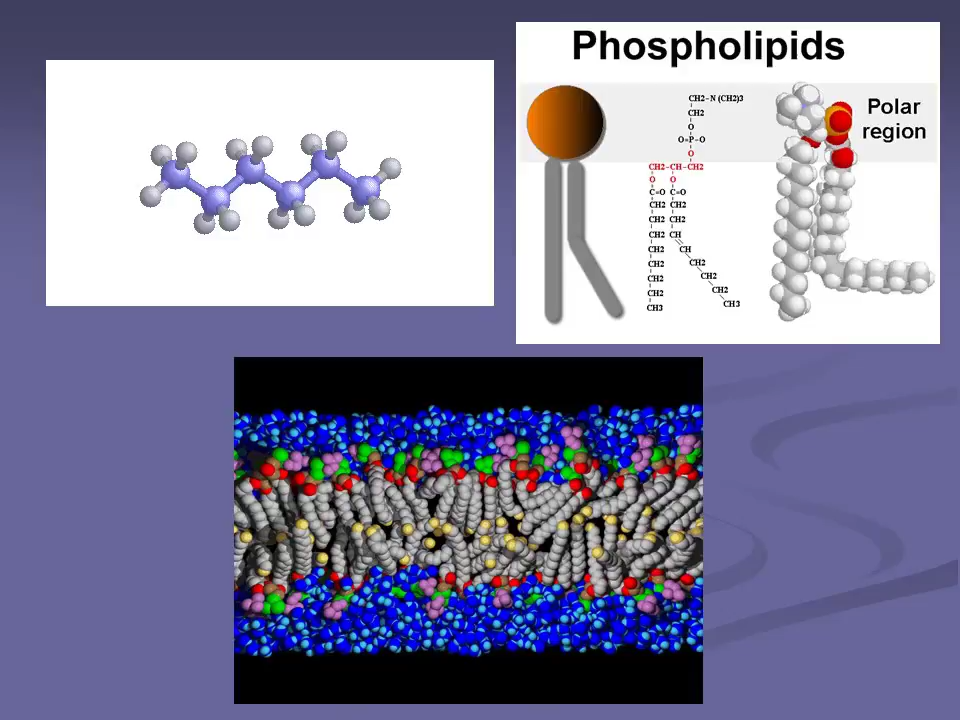 Phospholipids
CH2–N (CH2)3
CH2
O
O=P–O
O
CH2–CH–CH2
O O
C=O C=O
CH2 CH2
CH2 CH2
CH2 CH
CH2 CH
CH2 CH2
CH2 CH2
CH2 CH2
CH3 CH3
Polar
region